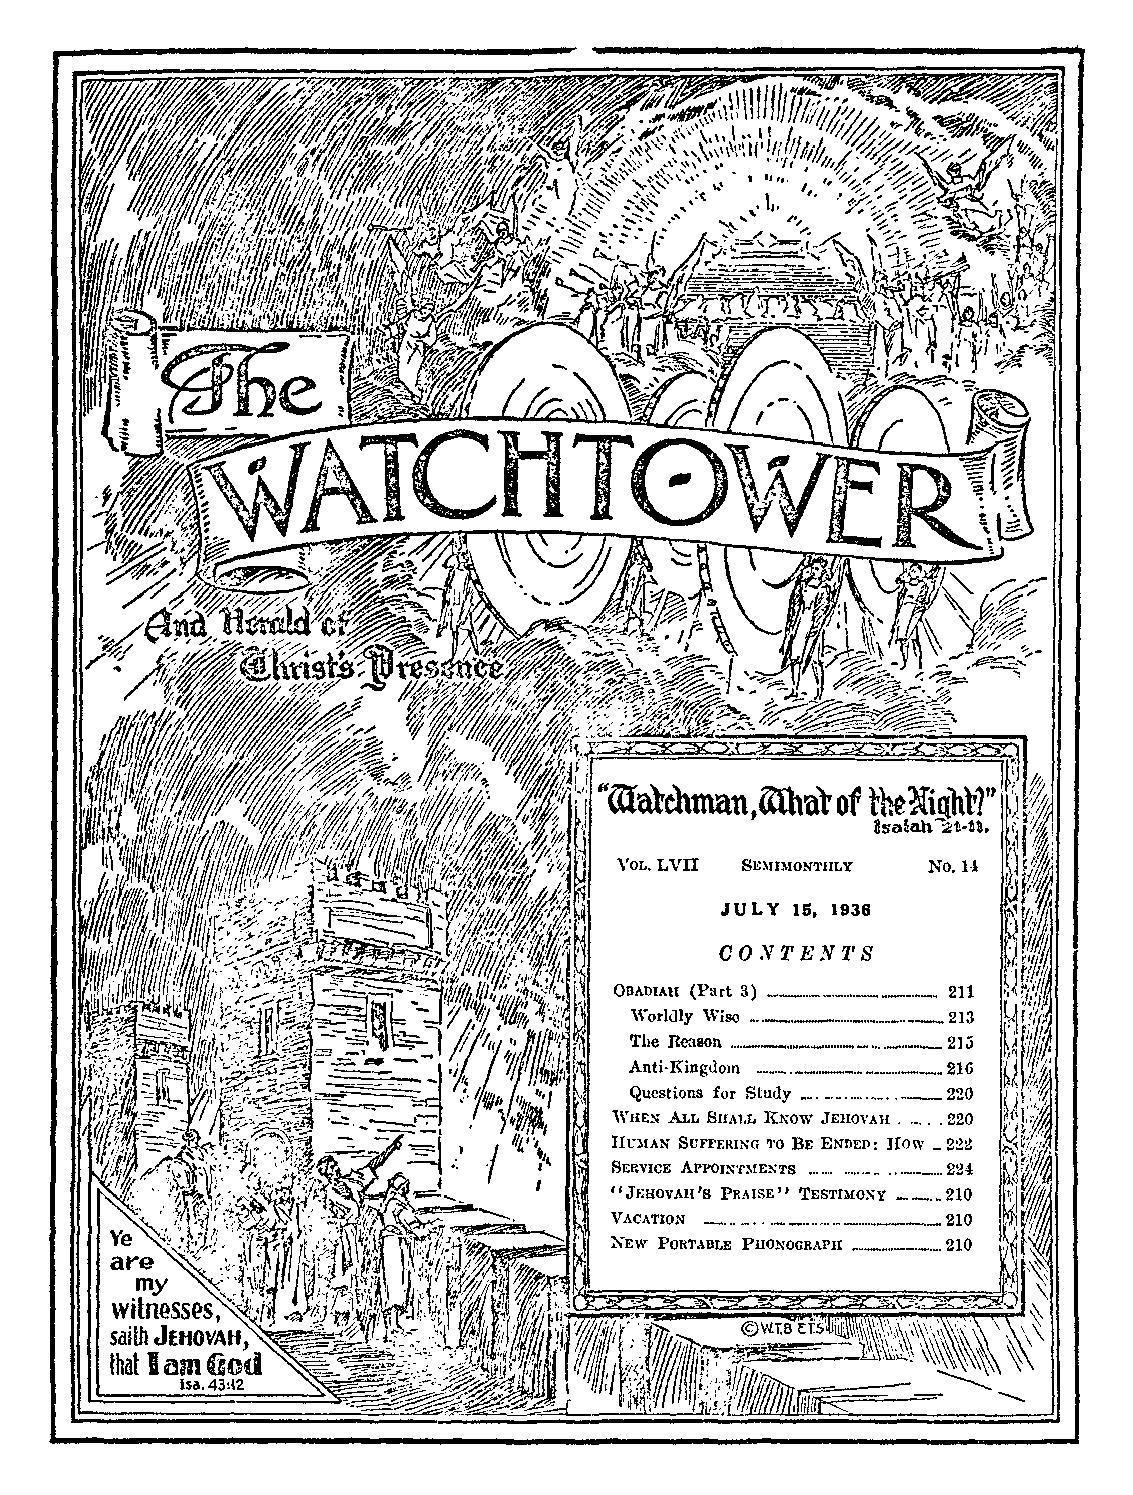 The
WATCHTOWER
And Herald of
Christ's Presence
"Watchman, What of the Night?"
Isaiah 21-11.
VOL. LVII SEMIMONTHLY No. 14
JULY 15, 1936
CONTENTS
OBADIAH (Part 3) 211
Worldly Wise 213
The Reason 215
Anti-Kingdom 216
Questions for Study 220
WHEN ALL SHALL KNOW JEHOVAH 220
HUMAN SUFFERING TO BE ENDED: HOW 222
SERVICE APPOINTMENTS 224
"JEHOVAH'S PRAISE" TESTIMONY 210
VACATION 210
NEW PORTABLE PHONOGRAPH 210
©W.T.B.&T.S
Ye
are
my
witnesses,
saith JEHOVAH,
that I am God
Isa. 43:12